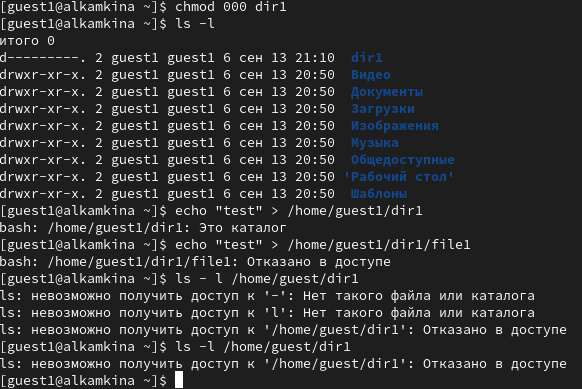 [guest1@alkamkina ~]$ chmod 000 dir1
[guest1@alkamkina ~]$ ls -l
итого 0
d---------. 2 guest1 guest1 6 сен 13 21:10  dir1
drwxr-xr-x. 2 guest1 guest1 6 сен 13 20:50  Видео
drwxr-xr-x. 2 guest1 guest1 6 сен 13 20:50  Документы
drwxr-xr-x. 2 guest1 guest1 6 сен 13 20:50  Загрузки
drwxr-xr-x. 2 guest1 guest1 6 сен 13 20:50  Изображения
drwxr-xr-x. 2 guest1 guest1 6 сен 13 20:50  Музыка
drwxr-xr-x. 2 guest1 guest1 6 сен 13 20:50  Общедоступные
drwxr-xr-x. 2 guest1 guest1 6 сен 13 20:50 'Рабочий стол'
drwxr-xr-x. 2 guest1 guest1 6 сен 13 20:50  Шаблоны
[guest1@alkamkina ~]$ echo "test" > /home/guest1/dir1
bash: /home/guest1/dir1: Это каталог
[guest1@alkamkina ~]$ echo "test" > /home/guest1/dir1/file1
bash: /home/guest1/dir1/file1: Отказано в доступе
[guest1@alkamkina ~]$ ls - l /home/guest/dir1
ls: невозможно получить доступ к '-': Нет такого файла или каталога
ls: невозможно получить доступ к 'l': Нет такого файла или каталога
ls: невозможно получить доступ к '/home/guest/dir1': Отказано в доступе
[guest1@alkamkina ~]$ ls -l /home/guest/dir1
ls: невозможно получить доступ к '/home/guest/dir1': Отказано в доступе
[guest1@alkamkina ~]$